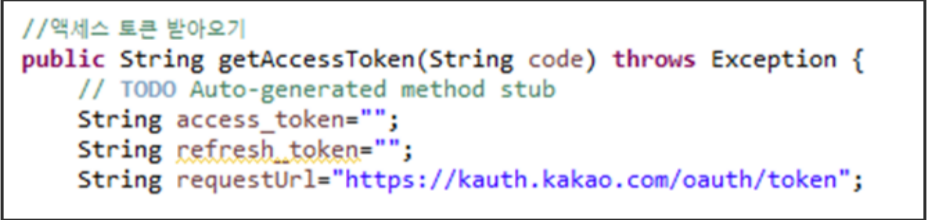 //액세스 토큰 받아오기
public String getAccessToken(String code) throws Exception {
// TODO Auto-generated method stub
String access_token="";
String refresh_token="";
String requestUrl="https://kauth.kakao.com/oauth/token";